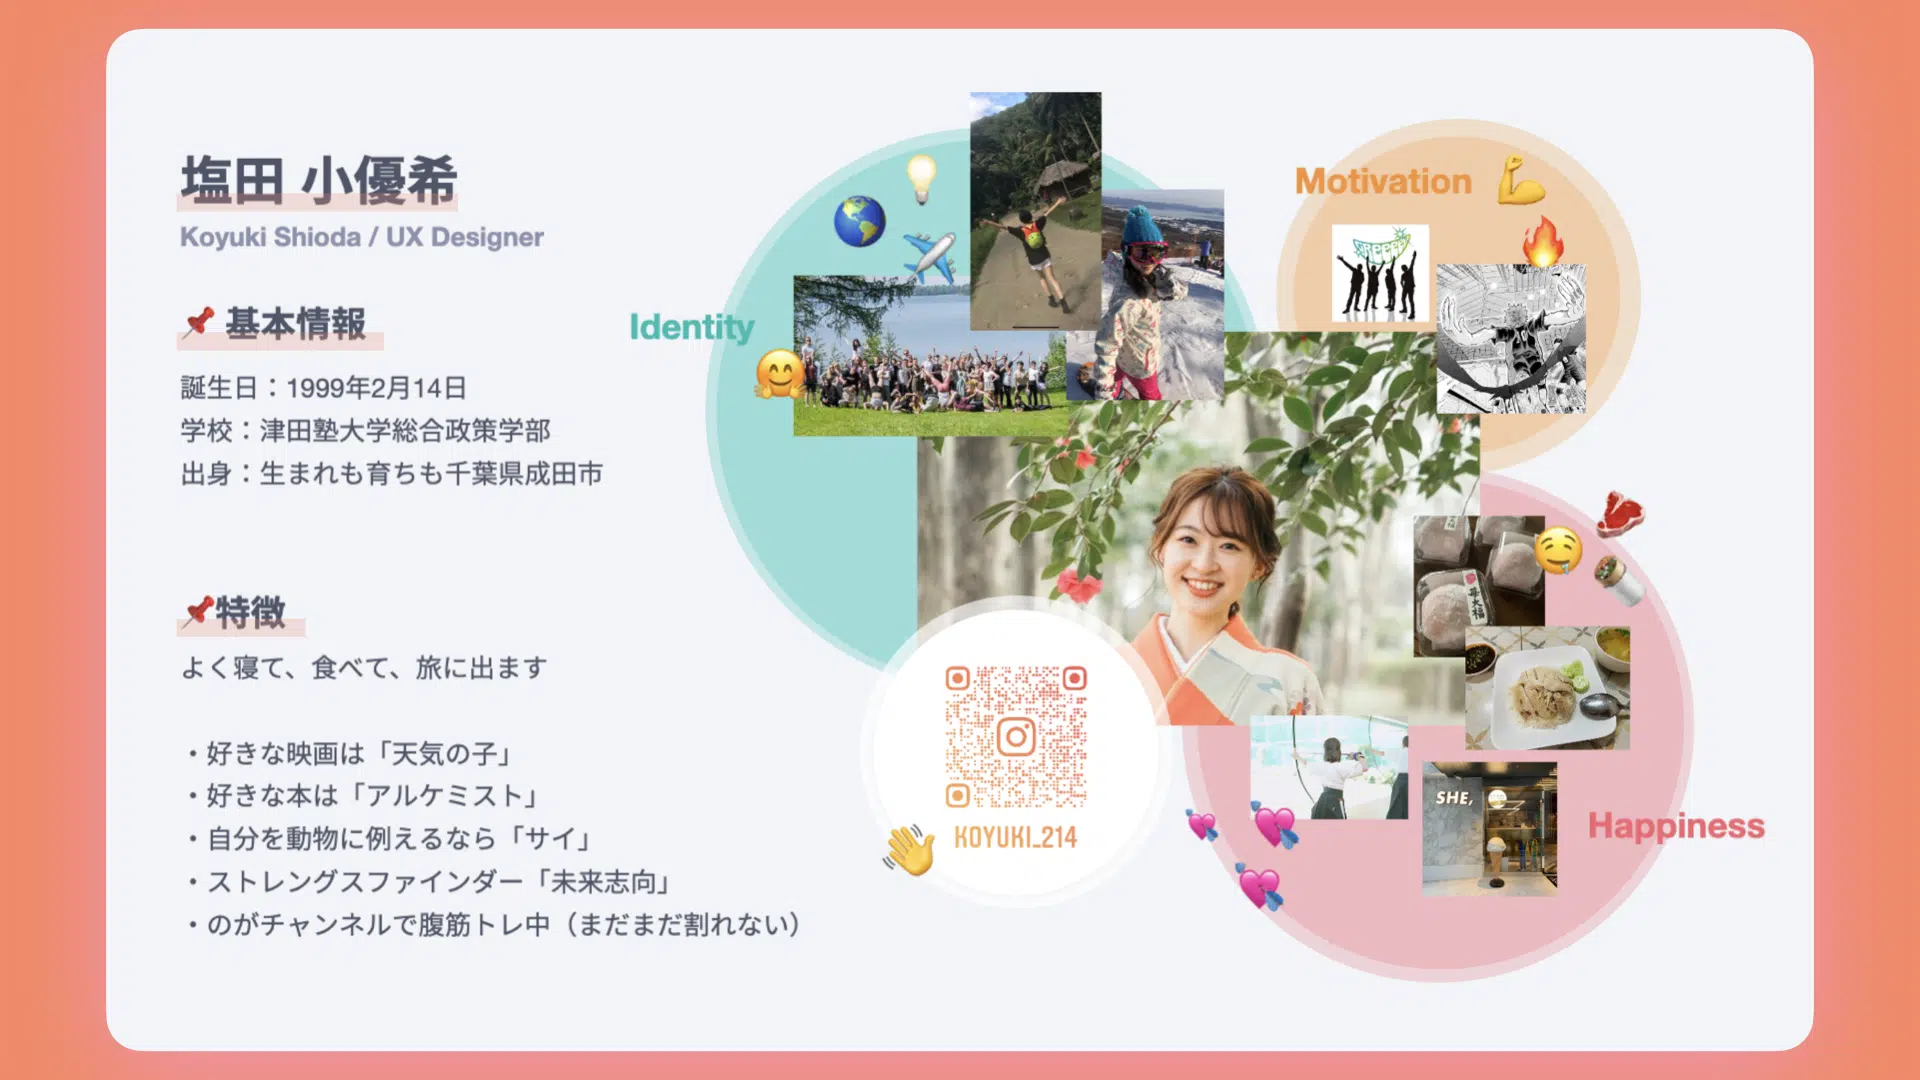 塩田 小優希
Koyuki Shioda / UX Designer
基本情報
誕生日：1999年2月14日
学校：津田塾大学総合政策学部
出身：生まれも育ちも千葉県成田市
特徴
よく寝て、食べて、旅に出ます
・好きな映画は「天気の子」
・好きな本は「アルケミスト」
・自分を動物に例えるなら「サイ」
・ストレングスファインダー「未来志向」
・のがチャンネルで腹筋トレ中（まだまだ割れない）
Identity
Motivation
GReeeeN
苺大福
SHE,
Happiness
KOYUKI_214